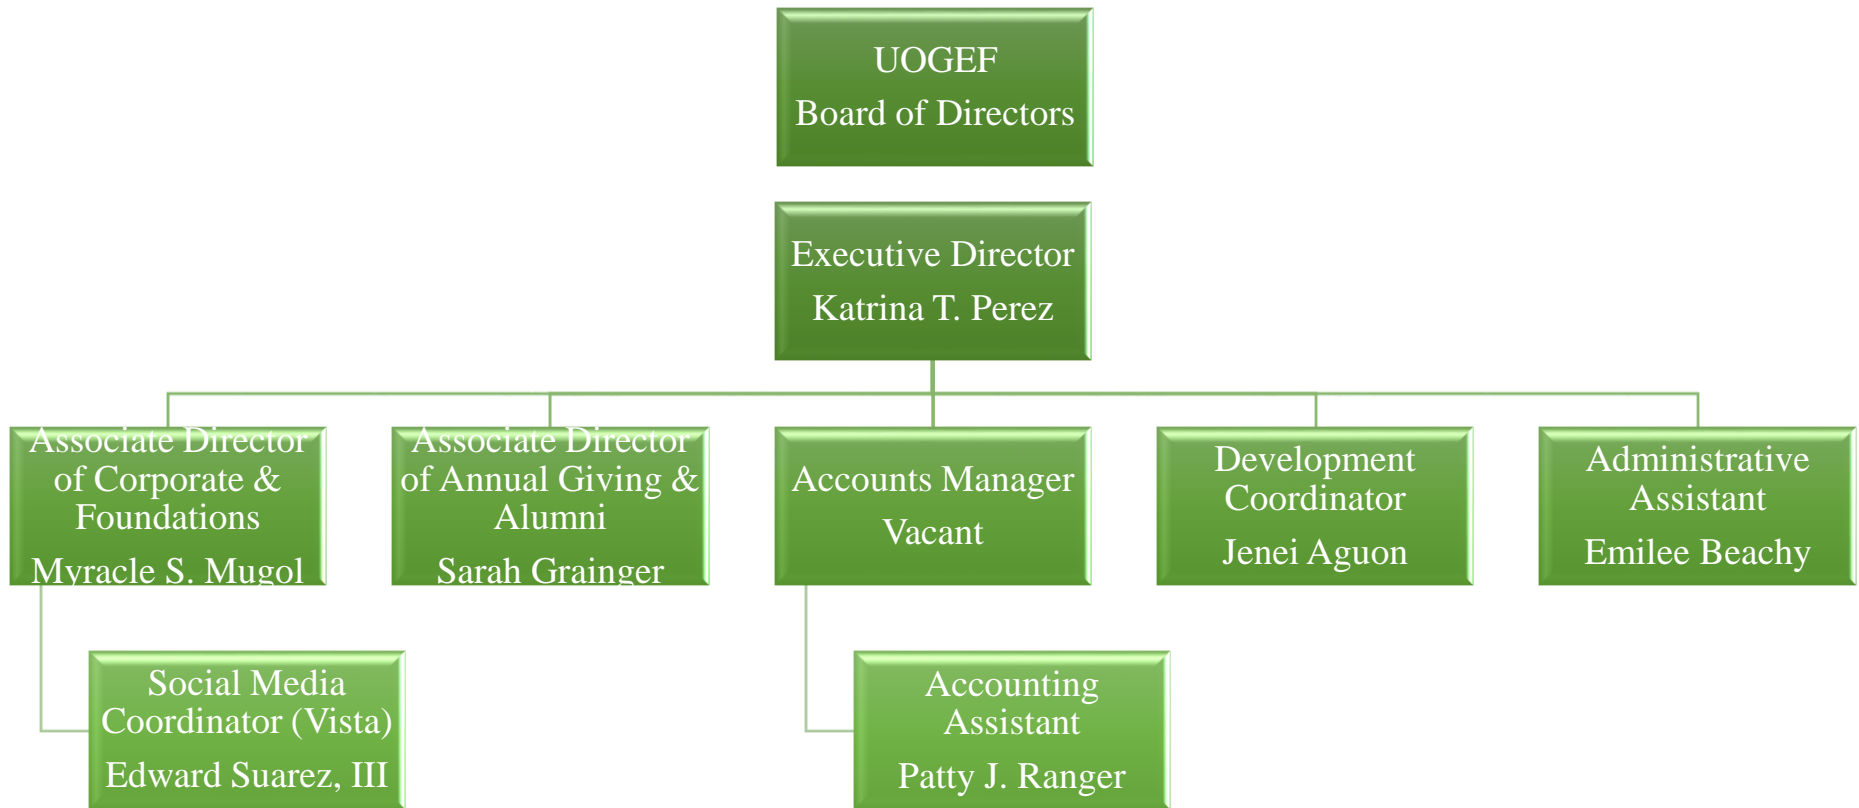 UOGEF
Board of Directors
Executive Director
Katrina T. Perez
Associate Director
of Corporate &
Foundations
Myracle S. Mugol
Associate Director
of Annual Giving &
Alumni
Sarah Grainger
Accounts Manager
Vacant
Development
Coordinator
Jenei Aguon
Administrative
Assistant
Emilee Beachy
Social Media
Coordinator (Vista)
Edward Suarez, III
Accounting
Assistant
Patty J. Ranger